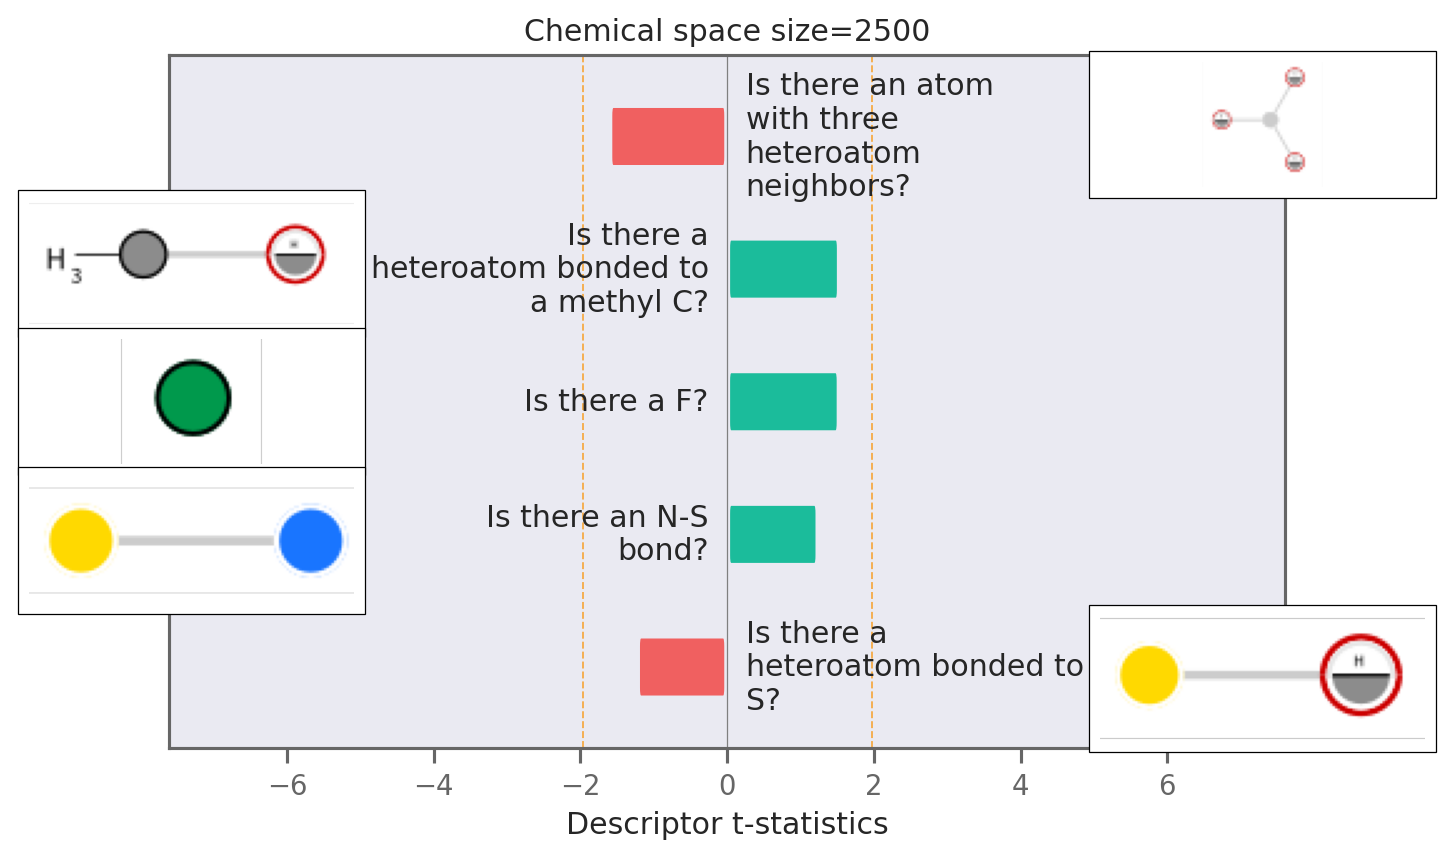 Chemical space size=2500
Is there an atom
with three
heteroatom
neighbors?
Is there a
heteroatom bonded to
a methyl C?
H
3
Is there a F?
Is there an N-S
bond?
Is there a
heteroatom bonded to
S?
H
−6
−4
−2
0
2
4
6
Descriptor t-statistics